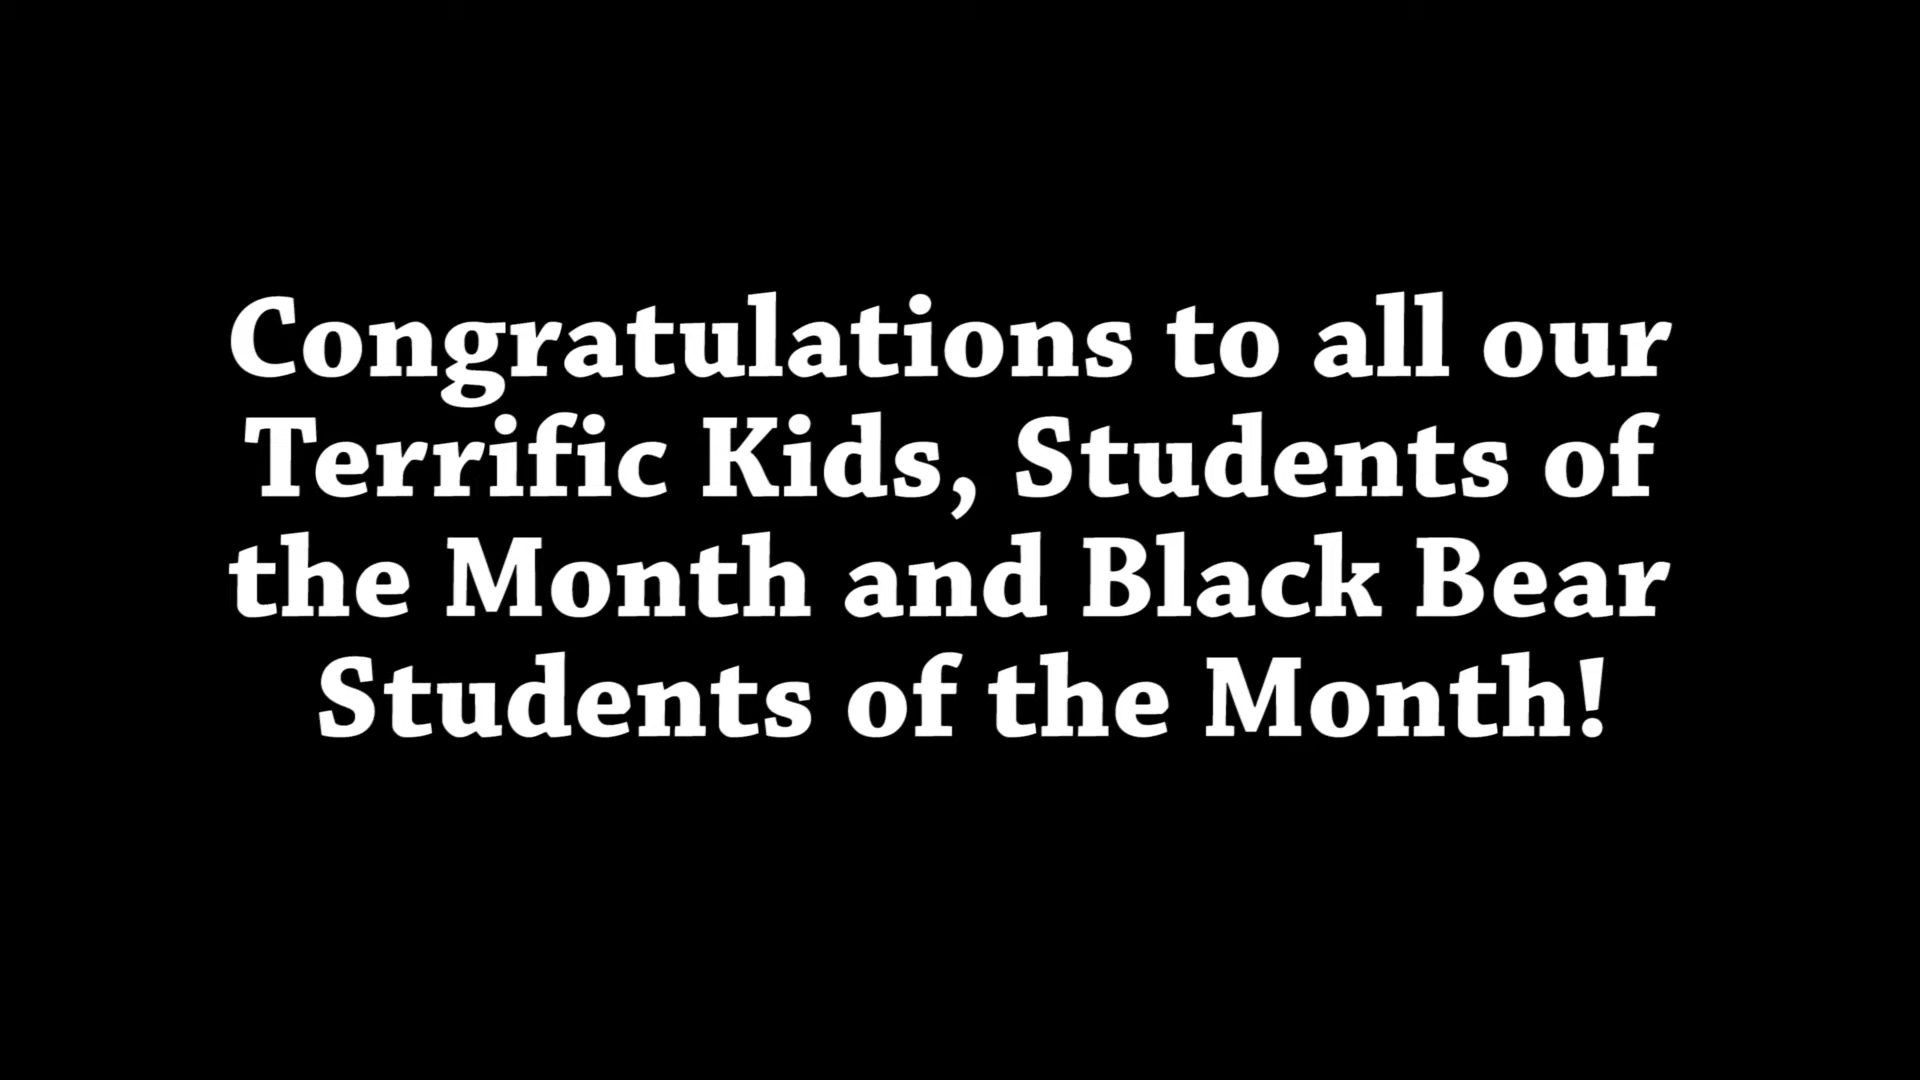 Congratulations to all our
Terrific Kids, Students of
the Month and Black Bear
Students of the Month!